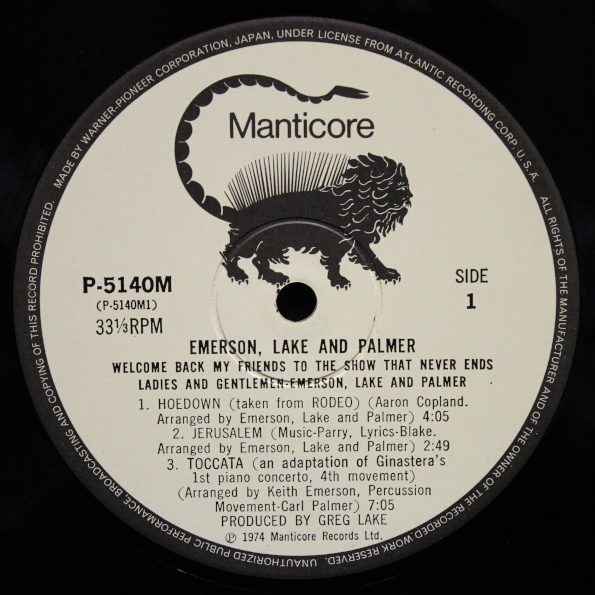 MADE BY WARNER-PIONEER CORPORATION, JAPAN, UNDER LICENSE FROM ATLANTIC RECORDING CORP. U.S.A. ALL RIGHTS OF THE MANUFACTURER AND OF THE OWNER OF THE RECORDED WORK RESERVED. UNAUTHORIZED PUBLIC PERFORMANCE, BROADCASTING AND COPYING OF THIS RECORD PROHIBITED.
Manticore
P-5140M
(P-5140M1)
33⅓RPM
SIDE
1
EMERSON, LAKE AND PALMER
WELCOME BACK MY FRIENDS TO THE SHOW THAT NEVER ENDS
LADIES AND GENTLEMEN-EMERSON, LAKE AND PALMER
1. HOEDOWN (taken from RODEO) (Aaron Copland.
Arranged by Emerson, Lake and Palmer) 4:05
2. JERUSALEM (Music-Parry, Lyrics-Blake.
Arranged by Emerson, Lake and Palmer) 2:49
3. TOCCATA (an adaptation of Ginastera's
1st piano concerto, 4th movement)
(Arranged by Keith Emerson, Percussion
Movement-Carl Palmer) 7:05
PRODUCED BY GREG LAKE
℗ 1974 Manticore Records Ltd.